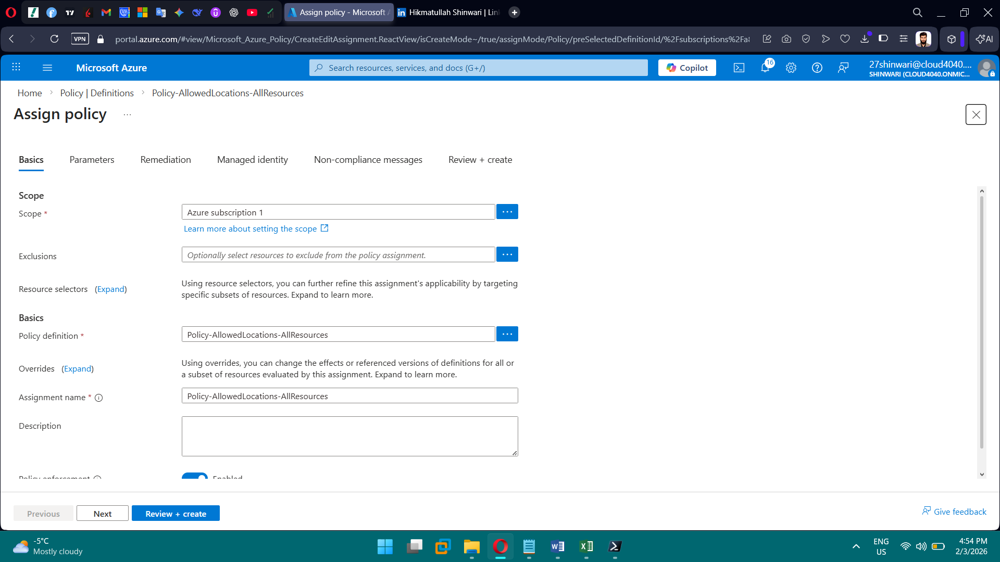 Assign policy - Microsoft A
Hikmatullah Shinwari | Lin
VPN
portal.azure.com/#view/Microsoft_Azure_Policy/CreateEditAssignment.ReactView/isCreateMode~/true/assignMode/Policy/preSelectedDefinitionId/%2Fsubscriptions%2Fa
AI
Microsoft Azure
Search resources, services, and docs (G+/)
Copilot
16
27shinwari@cloud4040....
SHINWARI (CLOUD4040.ONMIC...
Home > Policy | Definitions > Policy-AllowedLocations-AllResources
Assign policy ...
Basics
Parameters
Remediation
Managed identity
Non-compliance messages
Review + create
Scope
Scope *
Azure subscription 1
Learn more about setting the scope
Exclusions
Optionally select resources to exclude from the policy assignment.
Resource selectors (Expand)
Using resource selectors, you can further refine this assignment's applicability by targeting
specific subsets of resources. Expand to learn more.
Basics
Policy definition *
Policy-AllowedLocations-AllResources
Overrides (Expand)
Using overrides, you can change the effects or referenced versions of definitions for all or
a subset of resources evaluated by this assignment. Expand to learn more.
Assignment name *
Policy-AllowedLocations-AllResources
Description
Policy enforcement
Enabled
Previous
Next
Review + create
Give feedback
-5°C
Mostly cloudy
ENG
US
4:54 PM
2/3/2026